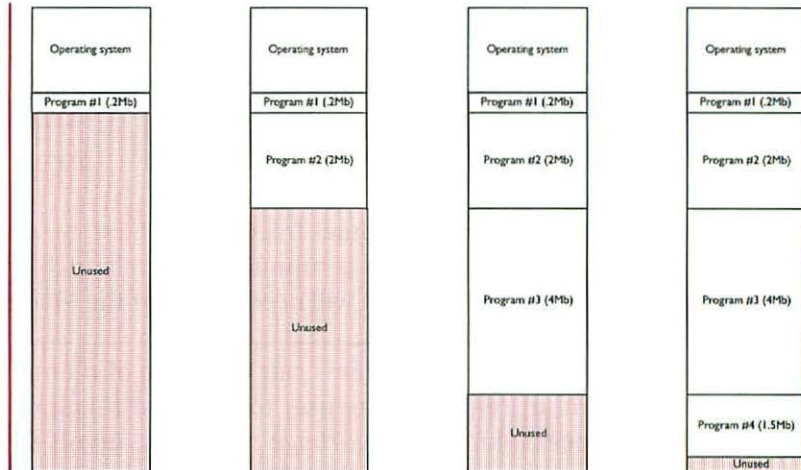 Operating system
Program #1 (.2Mb)
Unused
Operating system
Program #1 (.2Mb)
Program #2 (2Mb)
Unused
Operating system
Program #1 (.2Mb)
Program #2 (2Mb)
Program #3 (4Mb)
Unused
Operating system
Program #1 (.2Mb)
Program #2 (2Mb)
Program #3 (4Mb)
Program #4 (1.5Mb)
Unused